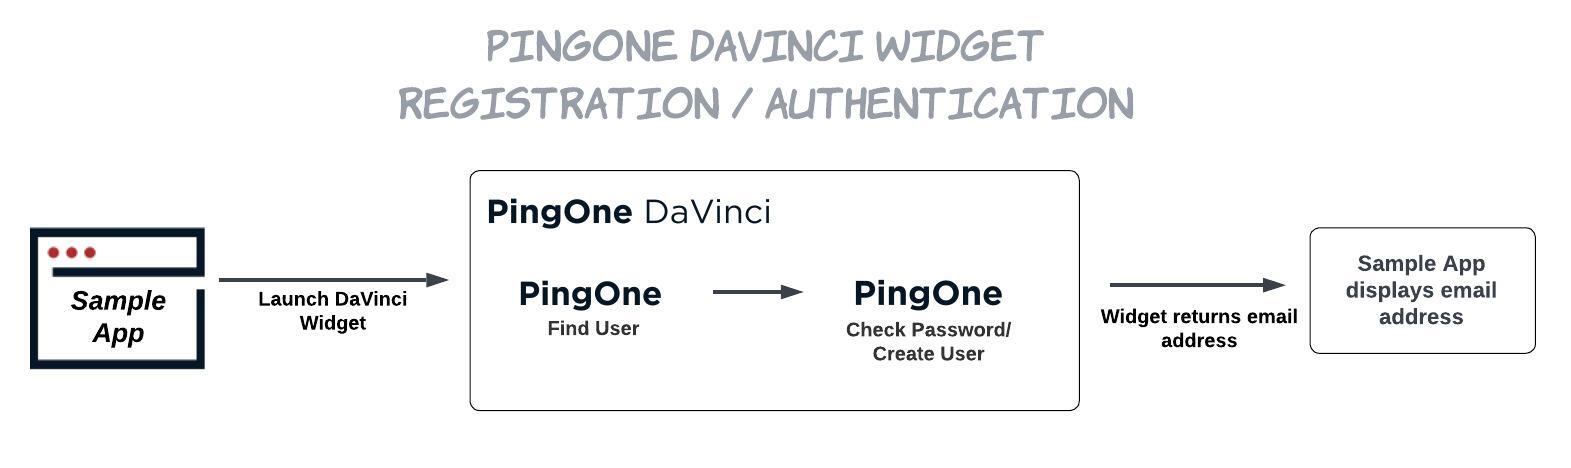 PINGONE DAVINCI WIDGET
REGISTRATION / AUTHENTICATION
Sample
App
Launch DaVinci
Widget
PingOne DaVinci
PingOne
Find User
PingOne
Check Password/
Create User
Widget returns email
address
Sample App
displays email
address